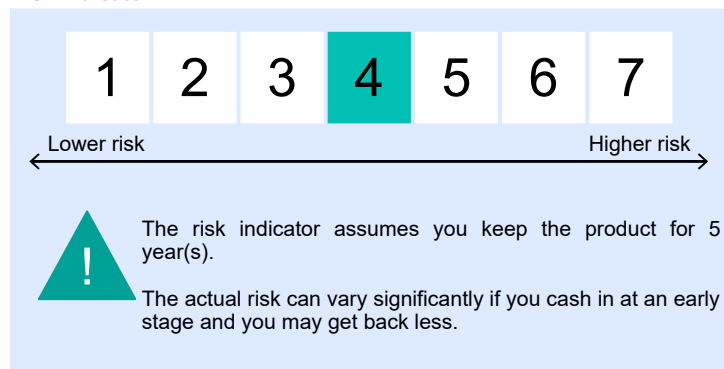 1 2 3 4 5 6 7
Lower risk Higher risk
!
The risk indicator assumes you keep the product for 5
year(s).
The actual risk can vary significantly if you cash in at an early
stage and you may get back less.